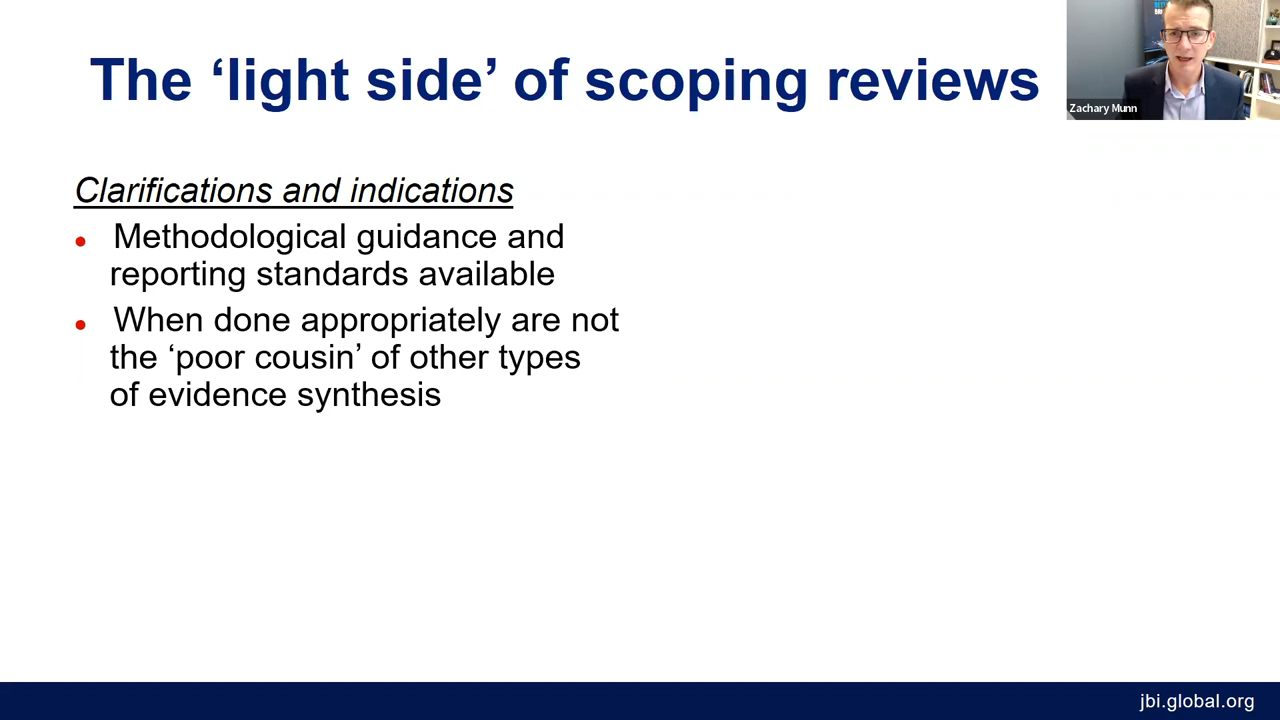 The ‘light side’ of scoping reviews
Zachary Munn
Clarifications and indications
• Methodological guidance and
reporting standards available
• When done appropriately are not
the ‘poor cousin’ of other types
of evidence synthesis
jbi.global.org